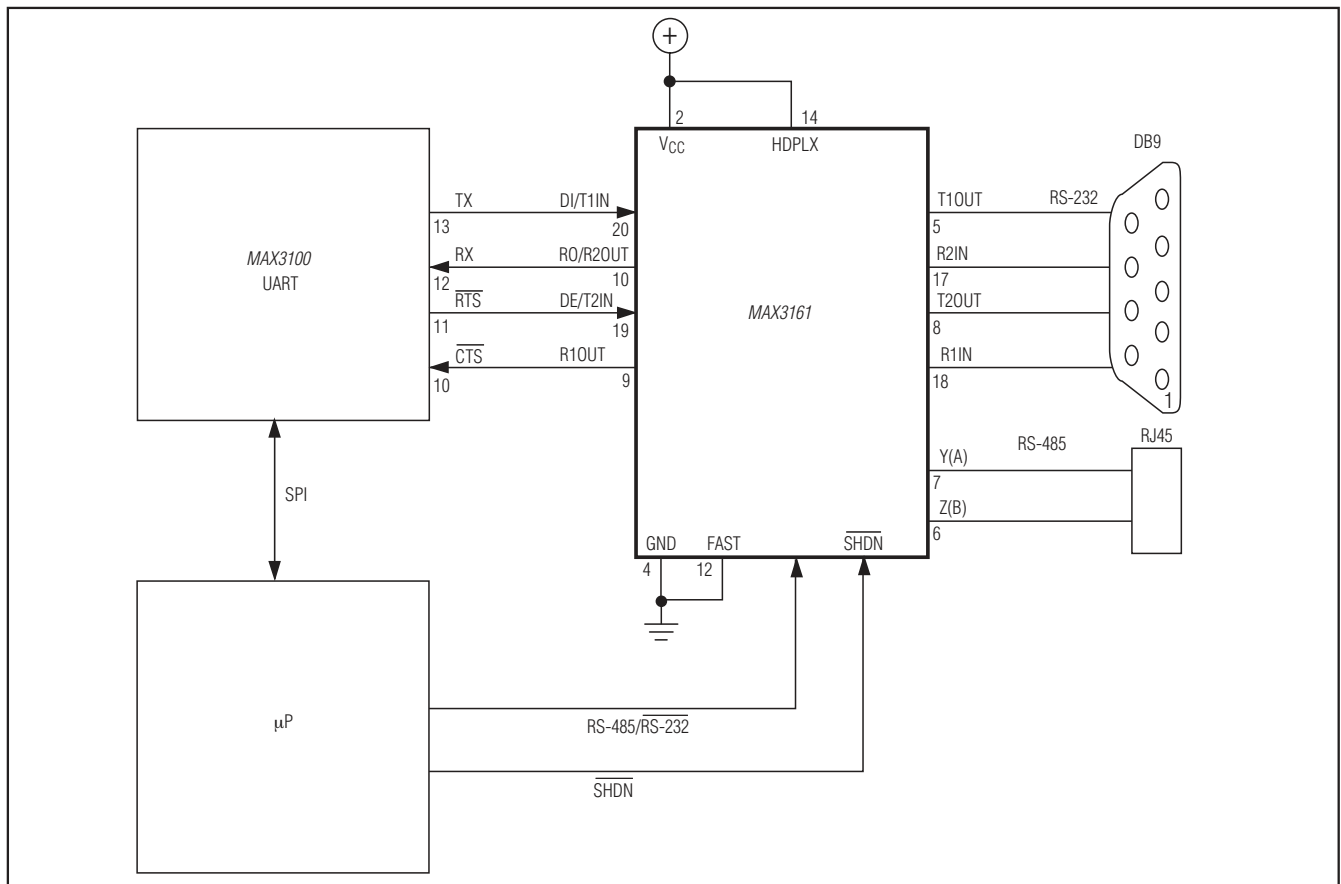 +
2 14
VCC HDPLX
DB9
TX DI/T1IN
13 20
RX RO/R2OUT
12 10
RTS DE/T2IN
11 19
CTS R1OUT
10 9
MAX3100
UART
MAX3161
T1OUT RS-232
5
R2IN
17
T2OUT
8
R1IN
18
1
RJ45
Y(A) RS-485
7
Z(B)
6
SPI
GND FAST SHDN
4 12
µP
RS-485/RS-232
SHDN